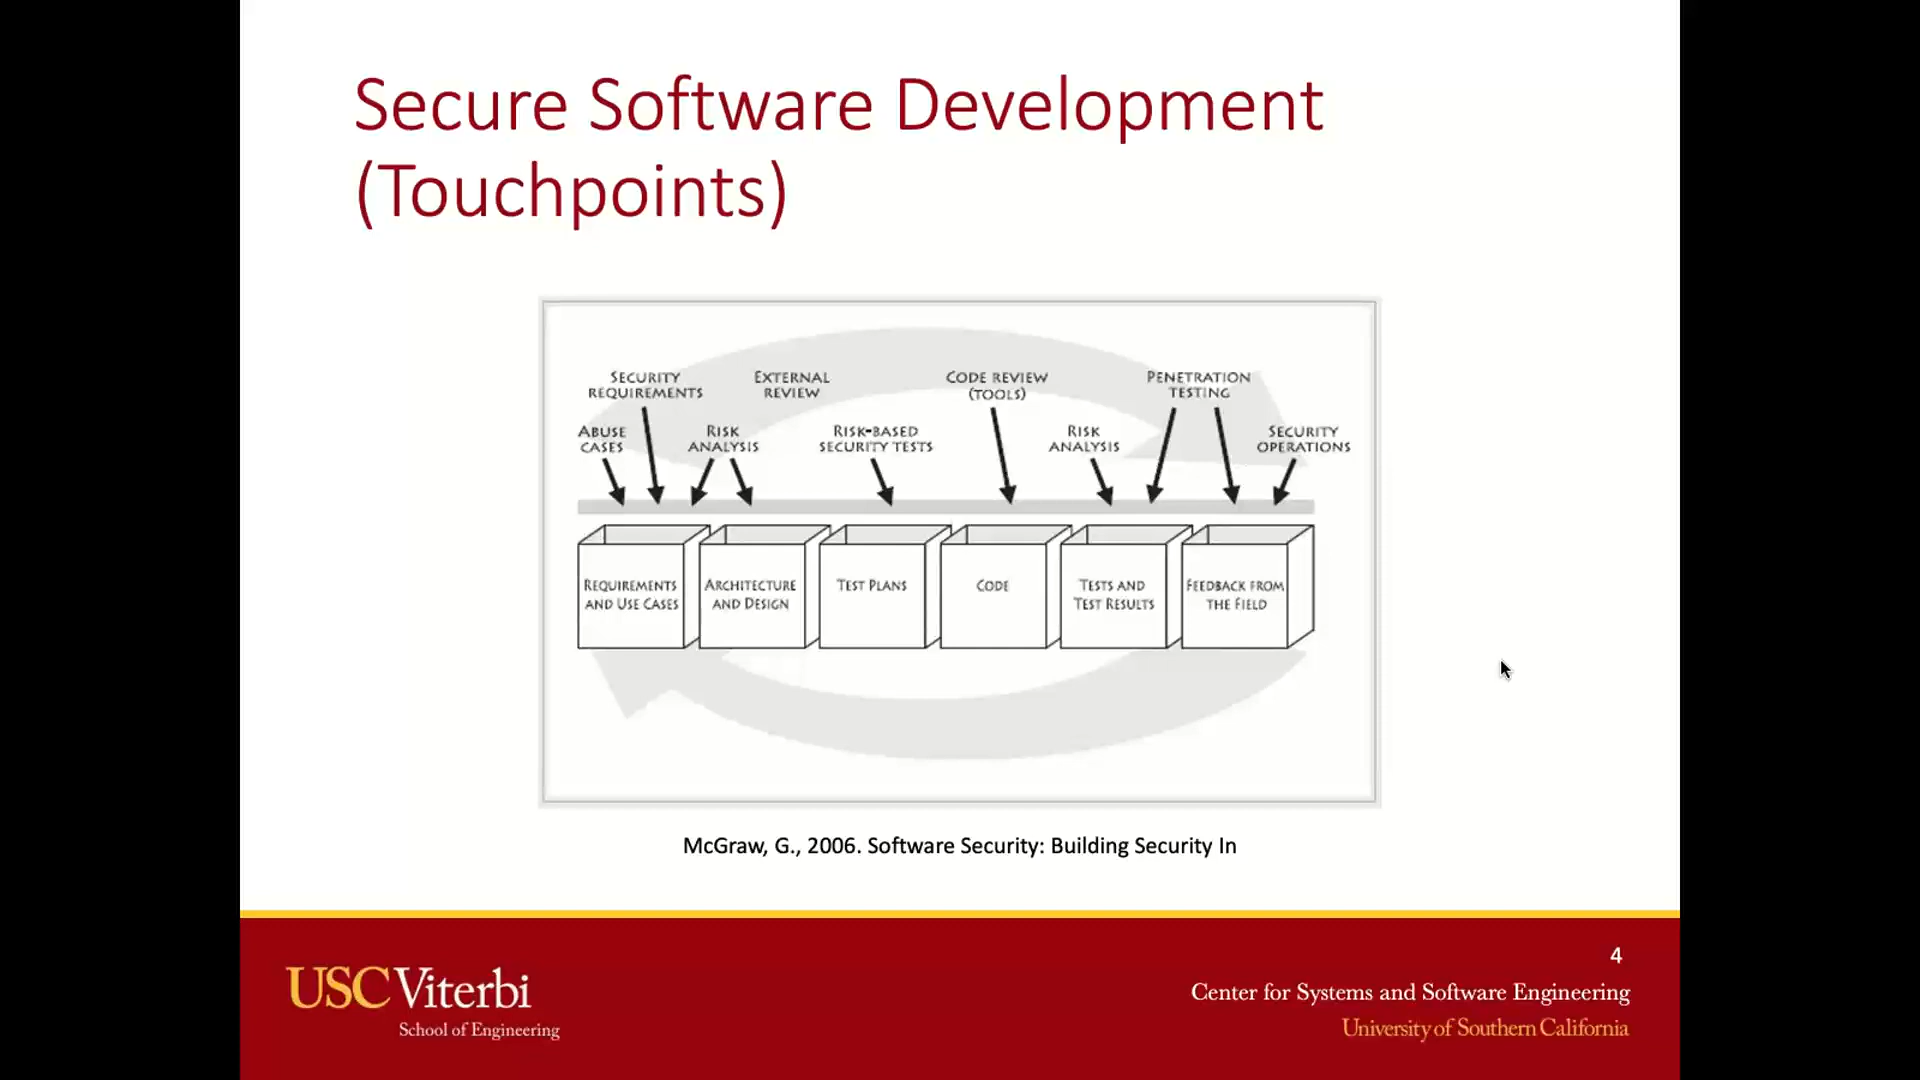 Secure Software Development
(Touchpoints)
SECURITY
REQUIREMENTS
EXTERNAL
REVIEW
CODE REVIEW
(TOOLS)
PENETRATION
TESTING
ABUSE
CASES
RISK
ANALYSIS
RISK-BASED
SECURITY TESTS
RISK
ANALYSIS
SECURITY
OPERATIONS
REQUIREMENTS
AND USE CASES
ARCHITECTURE
AND DESIGN
TEST PLANS
CODE
TESTS AND
TEST RESULTS
FEEDBACK FROM
THE FIELD
McGraw, G., 2006. Software Security: Building Security In
4
USC Viterbi
School of Engineering
Center for Systems and Software Engineering
University of Southern California